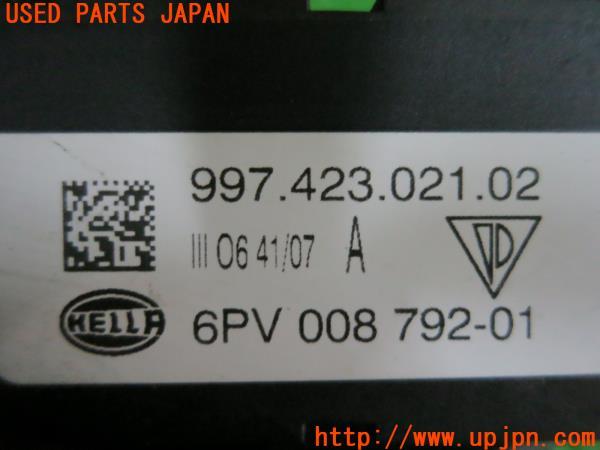 USED PARTS JAPAN
997.423.021.02
III 06 41/07 A
HELLA 6PV 008 792-01
http://www.upjpn.com